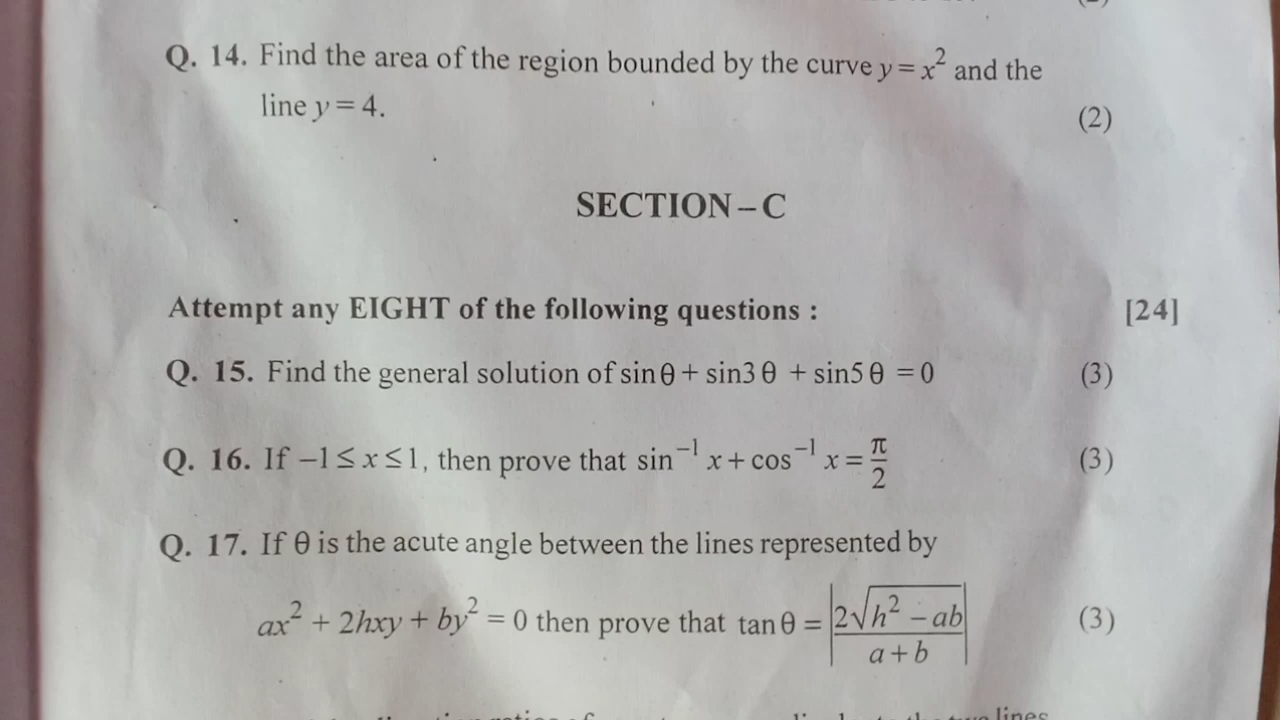 Q. 14. Find the area of the region bounded by the curve y = x² and the
line y = 4. (2)
SECTION – C
Attempt any EIGHT of the following questions : [24]
Q. 15. Find the general solution of sinθ + sin3θ + sin5θ = 0 (3)
Q. 16. If –1 ≤ x ≤ 1, then prove that sin⁻¹ x + cos⁻¹ x = π/2 (3)
Q. 17. If θ is the acute angle between the lines represented by
ax² + 2hxy + by² = 0 then prove that tanθ = |2√(h² – ab)/(a + b)| (3)
lines